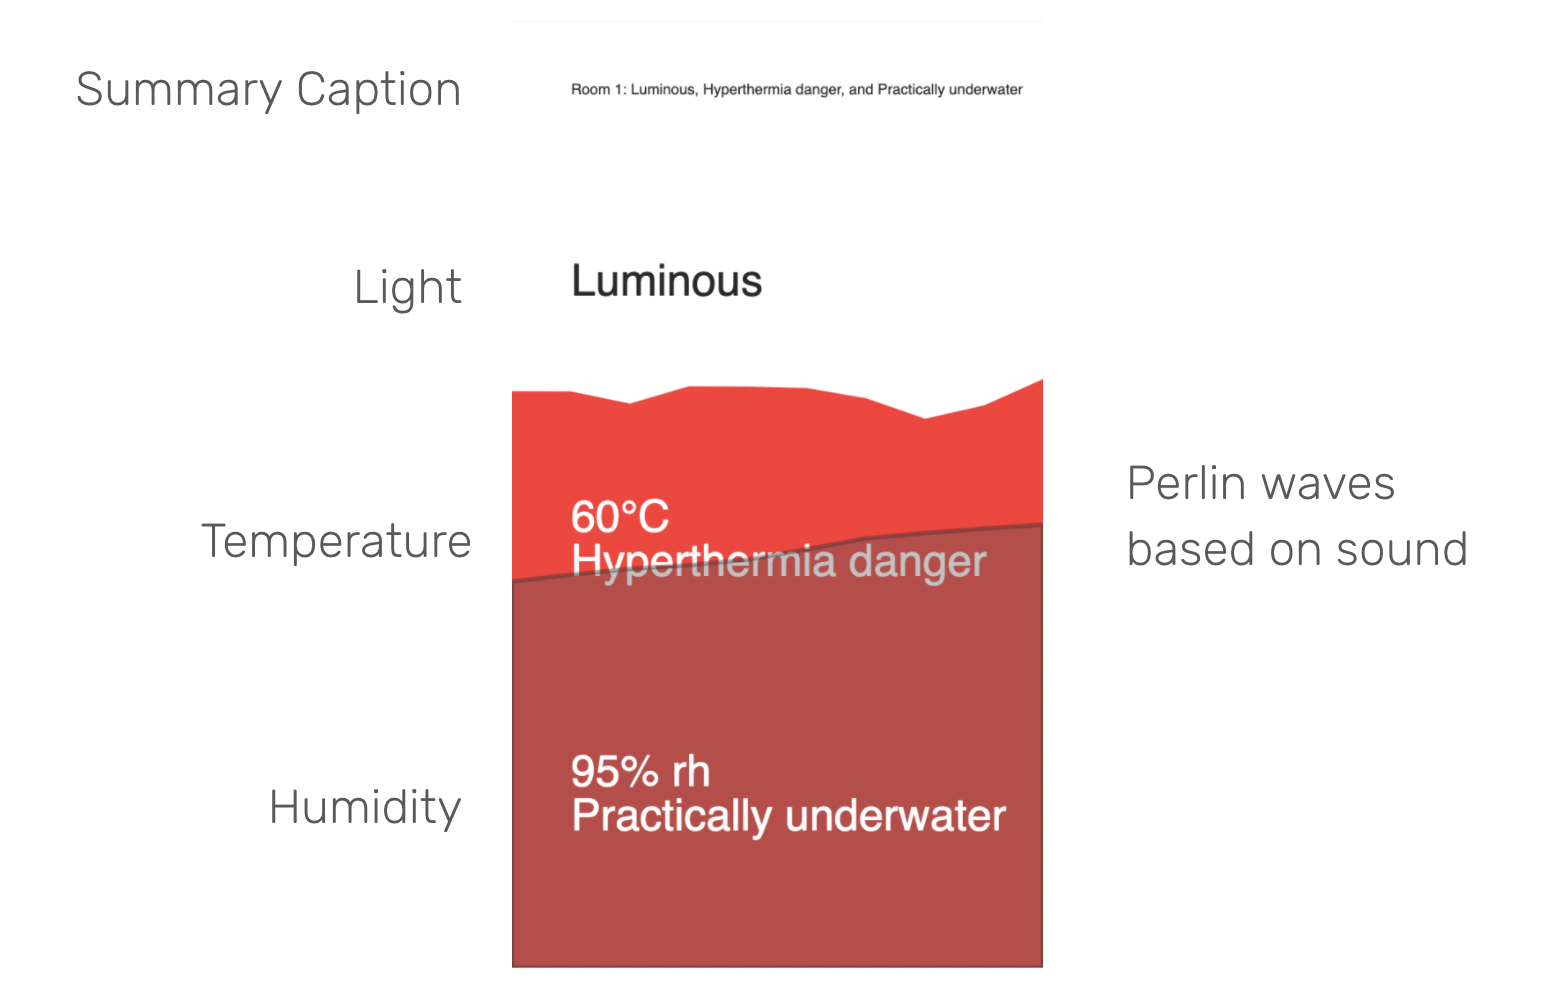 Summary Caption
Room 1: Luminous, Hyperthermia danger, and Practically underwater
Light
Luminous
Temperature
60°C
Hyperthermia danger
Perlin waves
based on sound
Humidity
95% rh
Practically underwater